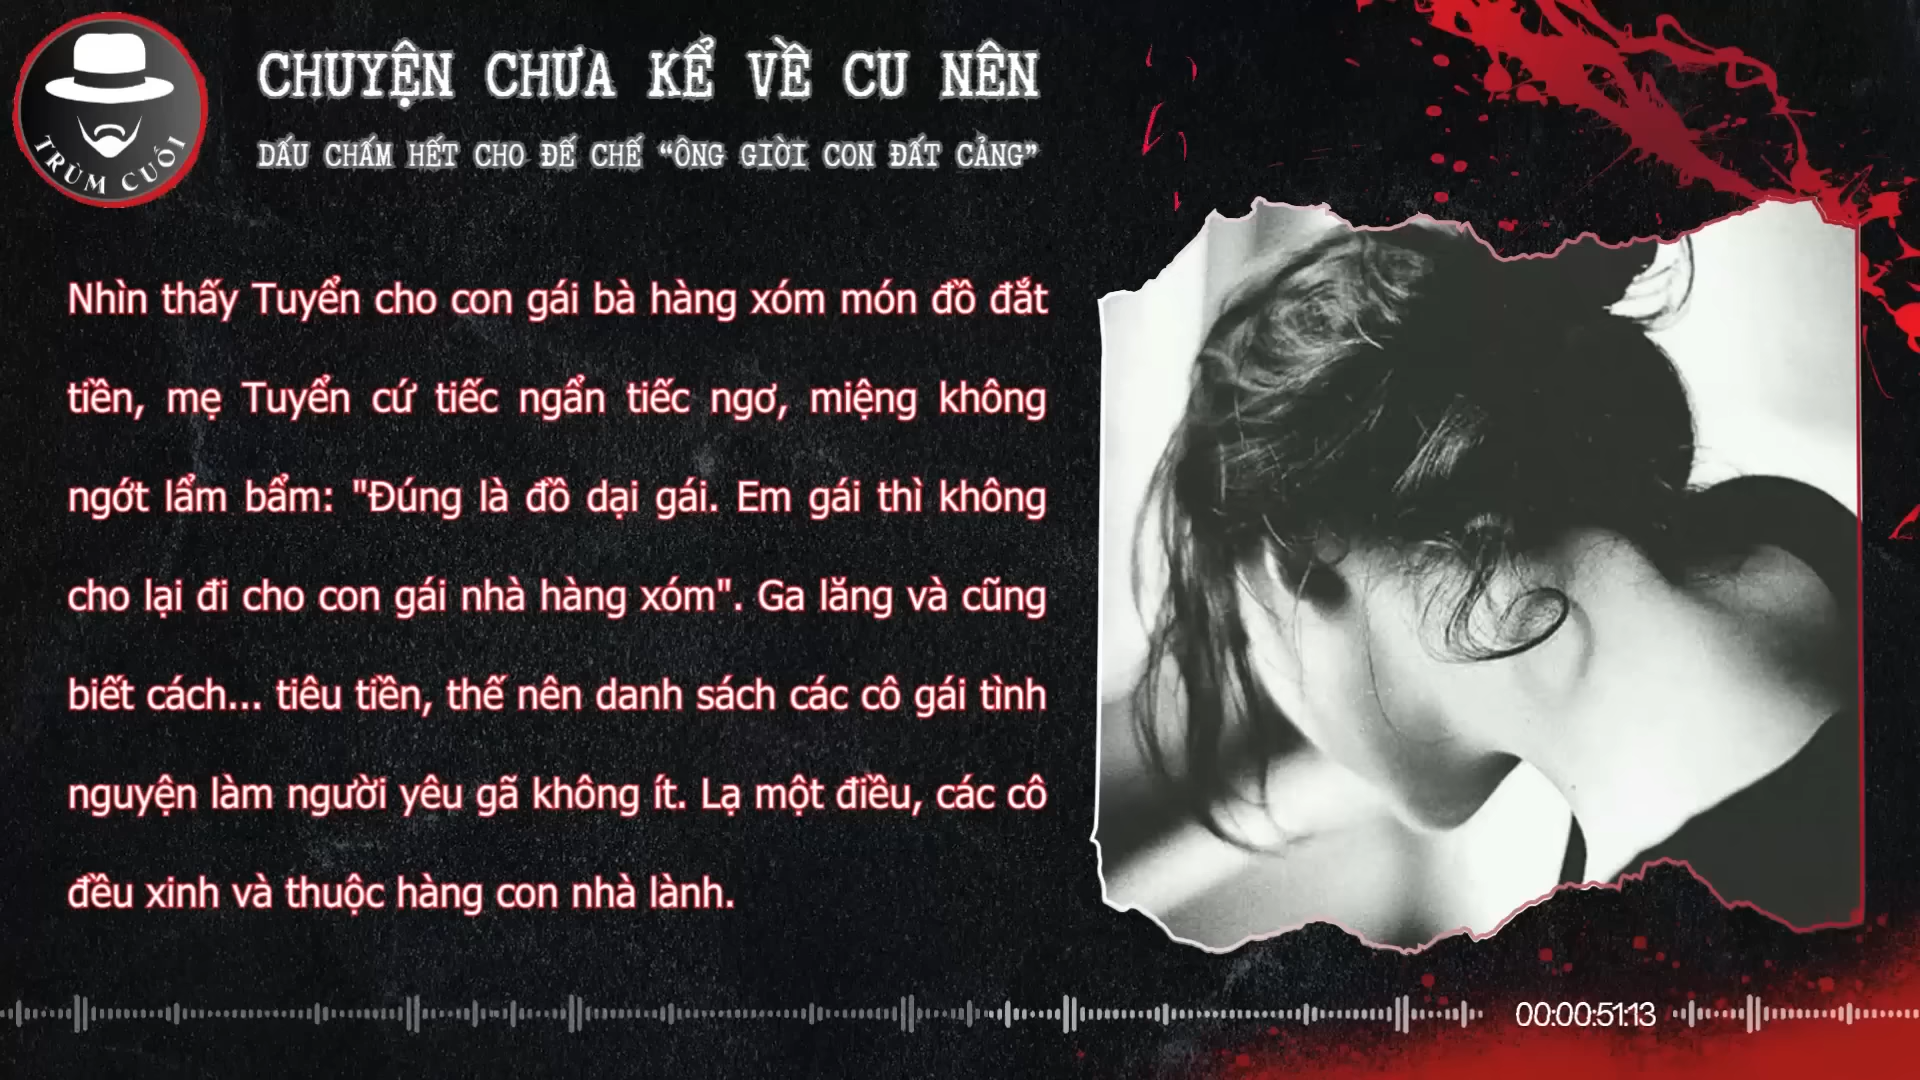 TRÙM CUỐI
CHUYỆN CHƯA KỂ VỀ CU NÊN
DẤU CHẤM HẾT CHO ĐẾ CHẾ “ÔNG GIỜI CON ĐẤT CẢNG”
Nhìn thấy Tuyển cho con gái bà hàng xóm món đồ đắt
tiền, mẹ Tuyển cứ tiếc ngẩn tiếc ngơ, miệng không
ngớt lẩm bẩm: "Đúng là đồ dại gái. Em gái thì không
cho lại đi cho con gái nhà hàng xóm". Ga lăng và cũng
biết cách... tiêu tiền, thế nên danh sách các cô gái tình
nguyện làm người yêu gã không ít. Lạ một điều, các cô
đều xinh và thuộc hàng con nhà lành.
00:00:51:13